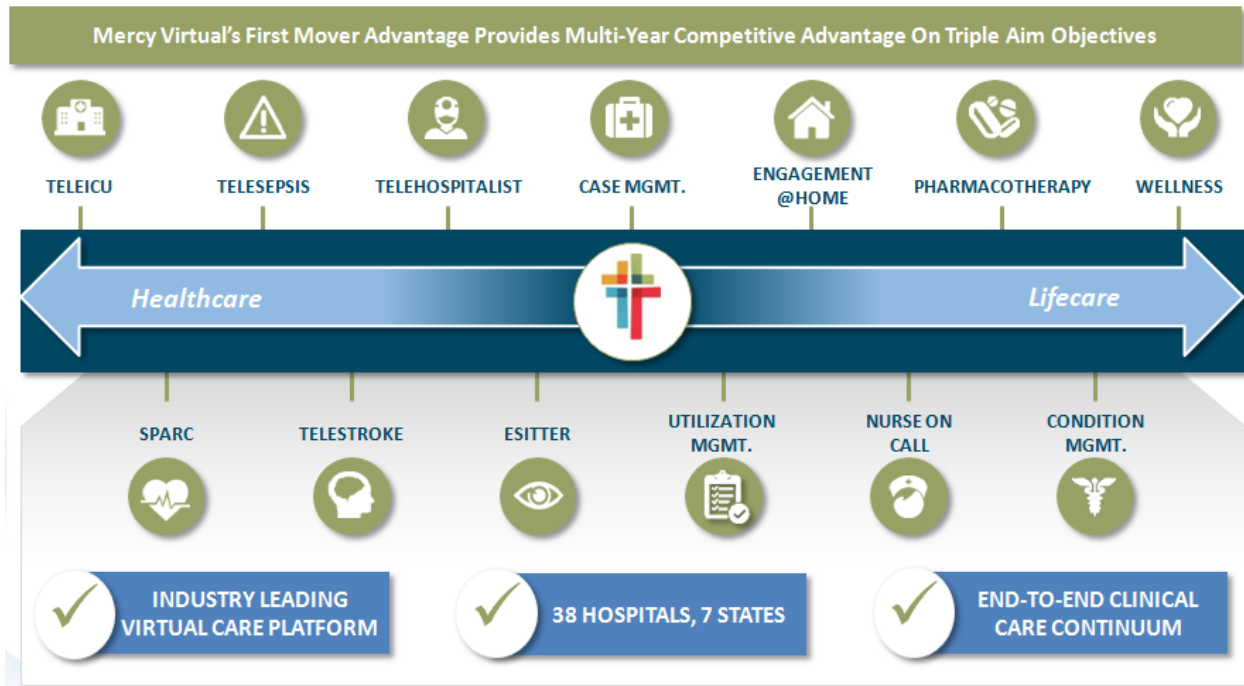 Mercy Virtual's First Mover Advantage Provides Multi-Year Competitive Advantage On Triple Aim Objectives
TELEICU
TELESEPSIS
TELEHOSPITALIST
CASE MGMT.
ENGAGEMENT
@HOME
PHARMACOTHERAPY
WELLNESS
Healthcare
Lifecare
SPARC
TELESTROKE
ESITTER
UTILIZATION
MGMT.
NURSE ON
CALL
CONDITION
MGMT.
INDUSTRY LEADING
VIRTUAL CARE PLATFORM
38 HOSPITALS, 7 STATES
END-TO-END CLINICAL
CARE CONTINUUM